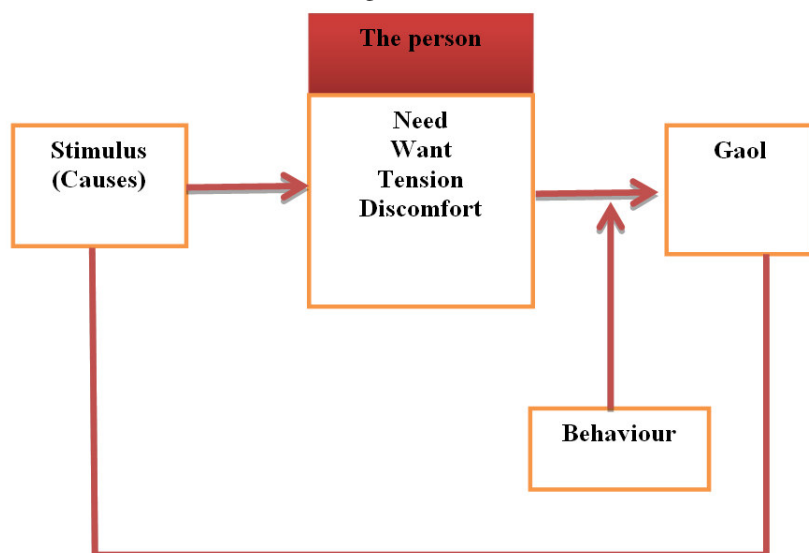 The person
Stimulus
(Causes)
Need
Want
Tension
Discomfort
Gaol
Behaviour